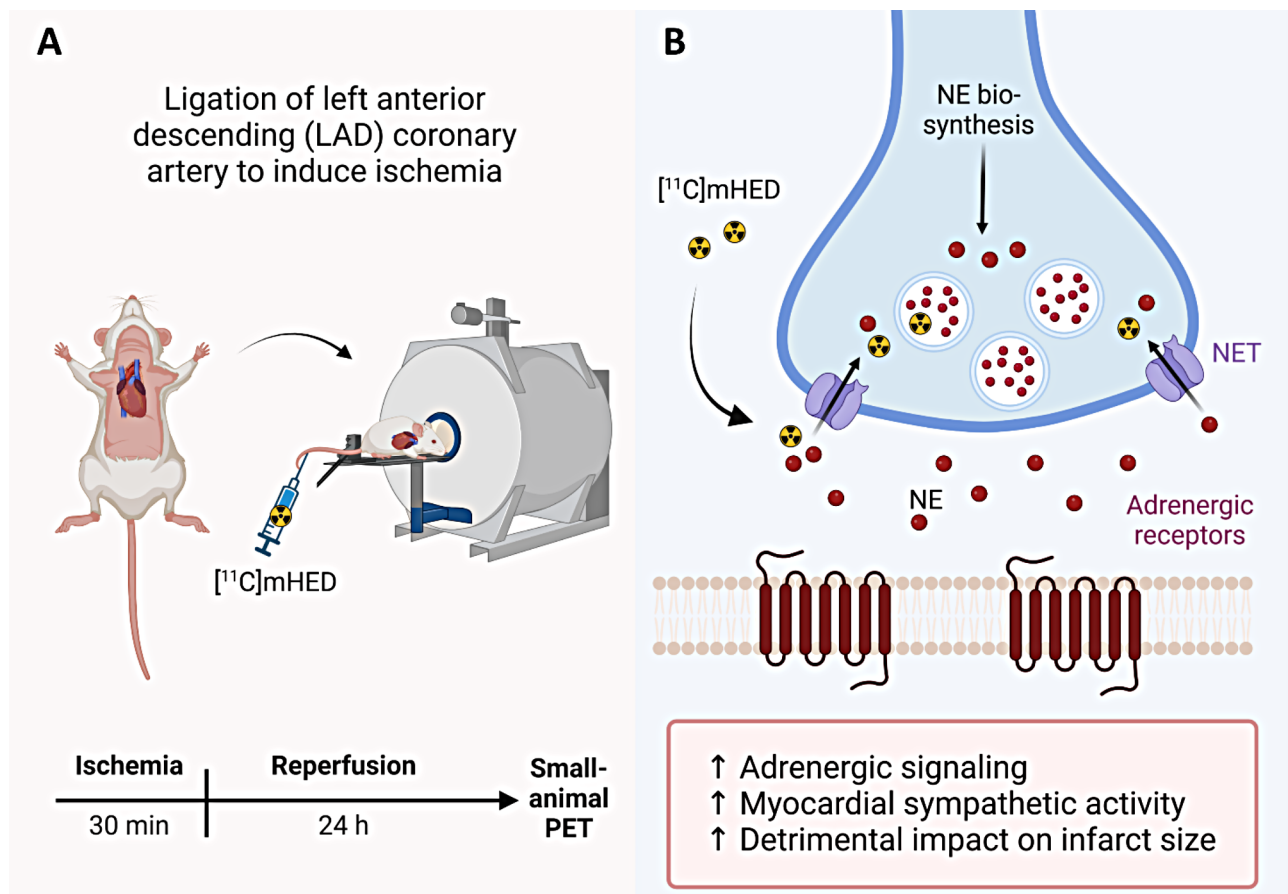 A
Ligation of left anterior
descending (LAD) coronary
artery to induce ischemia
[¹¹C]mHED
Ischemia
Reperfusion
30 min
24 h
Small-
animal
PET
B
NE bio-
synthesis
[¹¹C]mHED
NET
NE
Adrenergic
receptors
↑ Adrenergic signaling
↑ Myocardial sympathetic activity
↑ Detrimental impact on infarct size